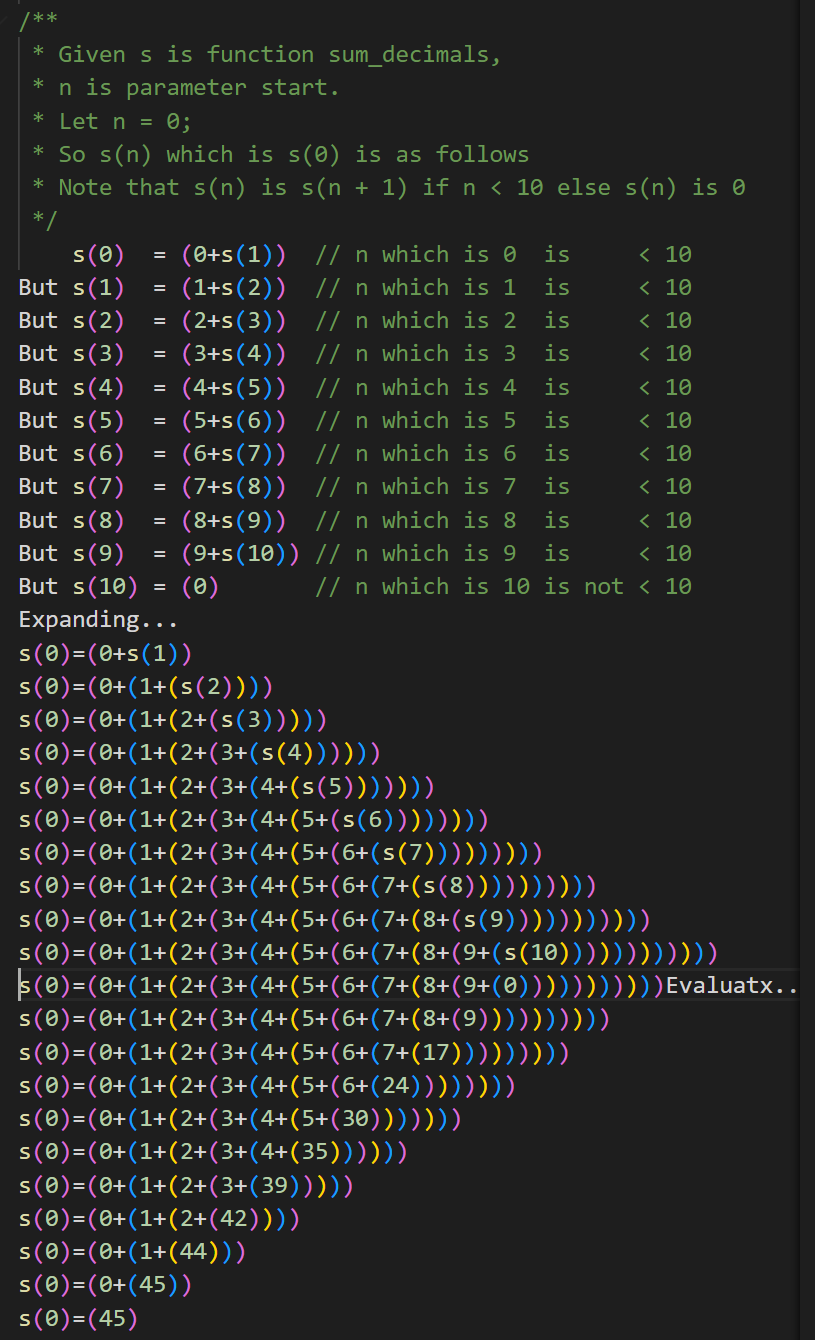 /**
* Given s is function sum_decimals,
* n is parameter start.
* Let n = 0;
* So s(n) which is s(0) is as follows
* Note that s(n) is s(n + 1) if n < 10 else s(n) is 0
*/
s(0)  = (0+s(1))  // n which is 0  is     < 10
But s(1)  = (1+s(2))  // n which is 1  is     < 10
But s(2)  = (2+s(3))  // n which is 2  is     < 10
But s(3)  = (3+s(4))  // n which is 3  is     < 10
But s(4)  = (4+s(5))  // n which is 4  is     < 10
But s(5)  = (5+s(6))  // n which is 5  is     < 10
But s(6)  = (6+s(7))  // n which is 6  is     < 10
But s(7)  = (7+s(8))  // n which is 7  is     < 10
But s(8)  = (8+s(9))  // n which is 8  is     < 10
But s(9)  = (9+s(10)) // n which is 9  is     < 10
But s(10) = (0)       // n which is 10 is not < 10
Expanding...
s(0)=(0+s(1))
s(0)=(0+(1+(s(2))))
s(0)=(0+(1+(2+(s(3)))))
s(0)=(0+(1+(2+(3+(s(4))))))
s(0)=(0+(1+(2+(3+(4+(s(5)))))))
s(0)=(0+(1+(2+(3+(4+(5+(s(6))))))))
s(0)=(0+(1+(2+(3+(4+(5+(6+(s(7)))))))))
s(0)=(0+(1+(2+(3+(4+(5+(6+(7+(s(8))))))))))
s(0)=(0+(1+(2+(3+(4+(5+(6+(7+(8+(s(9)))))))))))
s(0)=(0+(1+(2+(3+(4+(5+(6+(7+(8+(9+(s(10))))))))))))
s(0)=(0+(1+(2+(3+(4+(5+(6+(7+(8+(9+(0)))))))))))Evaluatx..
s(0)=(0+(1+(2+(3+(4+(5+(6+(7+(8+(9))))))))))
s(0)=(0+(1+(2+(3+(4+(5+(6+(7+(17)))))))))
s(0)=(0+(1+(2+(3+(4+(5+(6+(24))))))))
s(0)=(0+(1+(2+(3+(4+(5+(30)))))))
s(0)=(0+(1+(2+(3+(4+(35))))))
s(0)=(0+(1+(2+(3+(39)))))
s(0)=(0+(1+(2+(42))))
s(0)=(0+(1+(44)))
s(0)=(0+(45))
s(0)=(45)